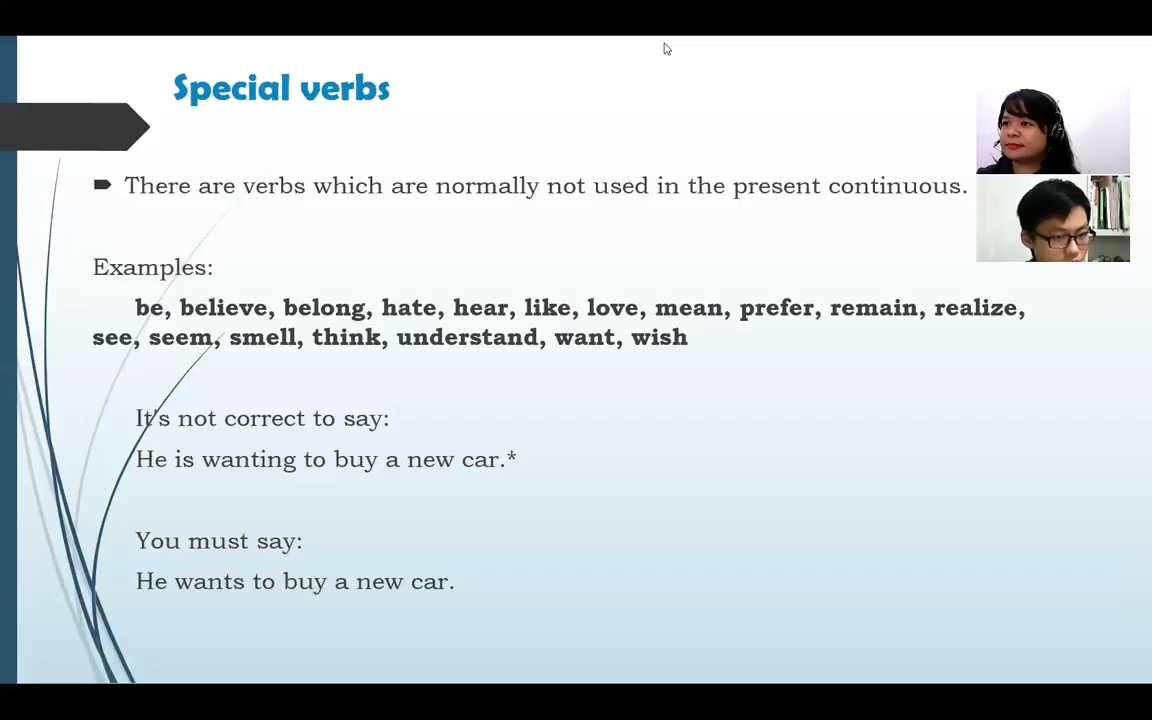 Special verbs
There are verbs which are normally not used in the present continuous.
Examples:
be, believe, belong, hate, hear, like, love, mean, prefer, remain, realize,
see, seem, smell, think, understand, want, wish
It's not correct to say:
He is wanting to buy a new car.*
You must say:
He wants to buy a new car.